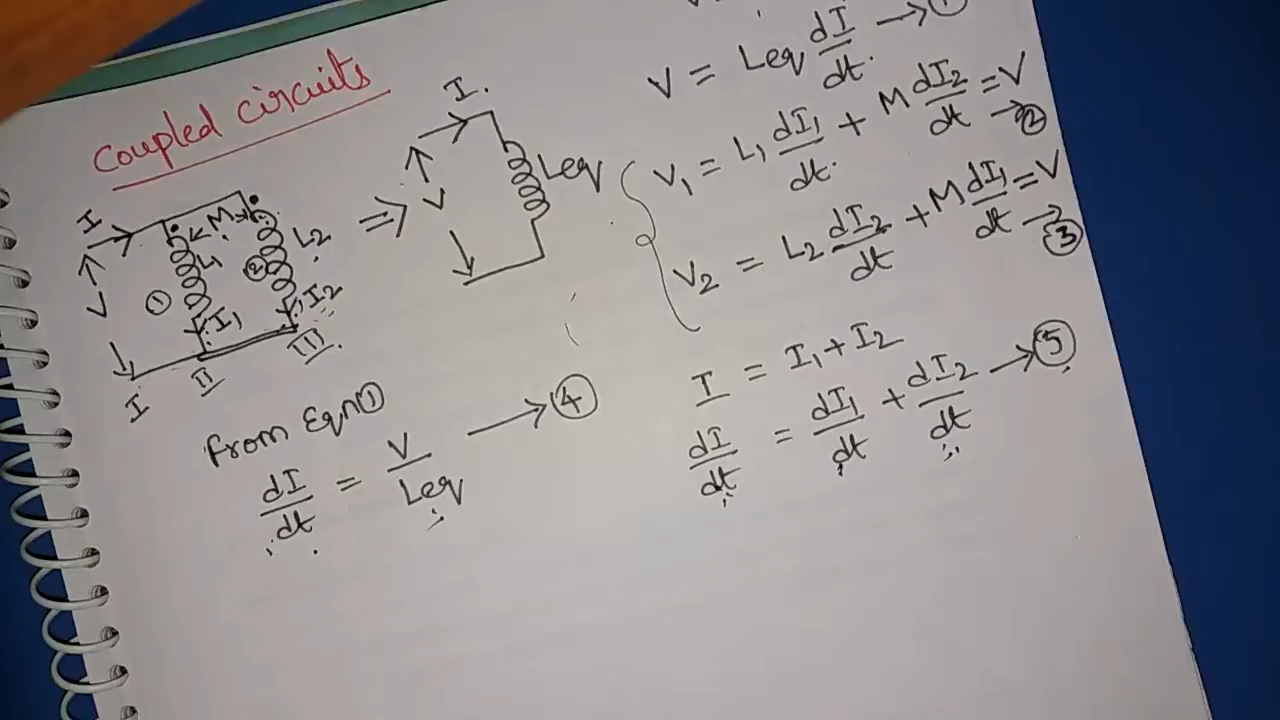 Coupled circuits
I
V
M
L1
L2
①
②
I1
I2
I
II
III
⇒
I.
V
Leq
V = Leq dI/dt. → ①
V1 = L1 dI1/dt. + M dI2/dt = V → ②
V2 = L2 dI2/dt + M dI1/dt = V → ③
I = I1 + I2
dI/dt = dI1/dt + dI2/dt → ⑤
from Eqn ①
dI/dt = V/Leq → ④